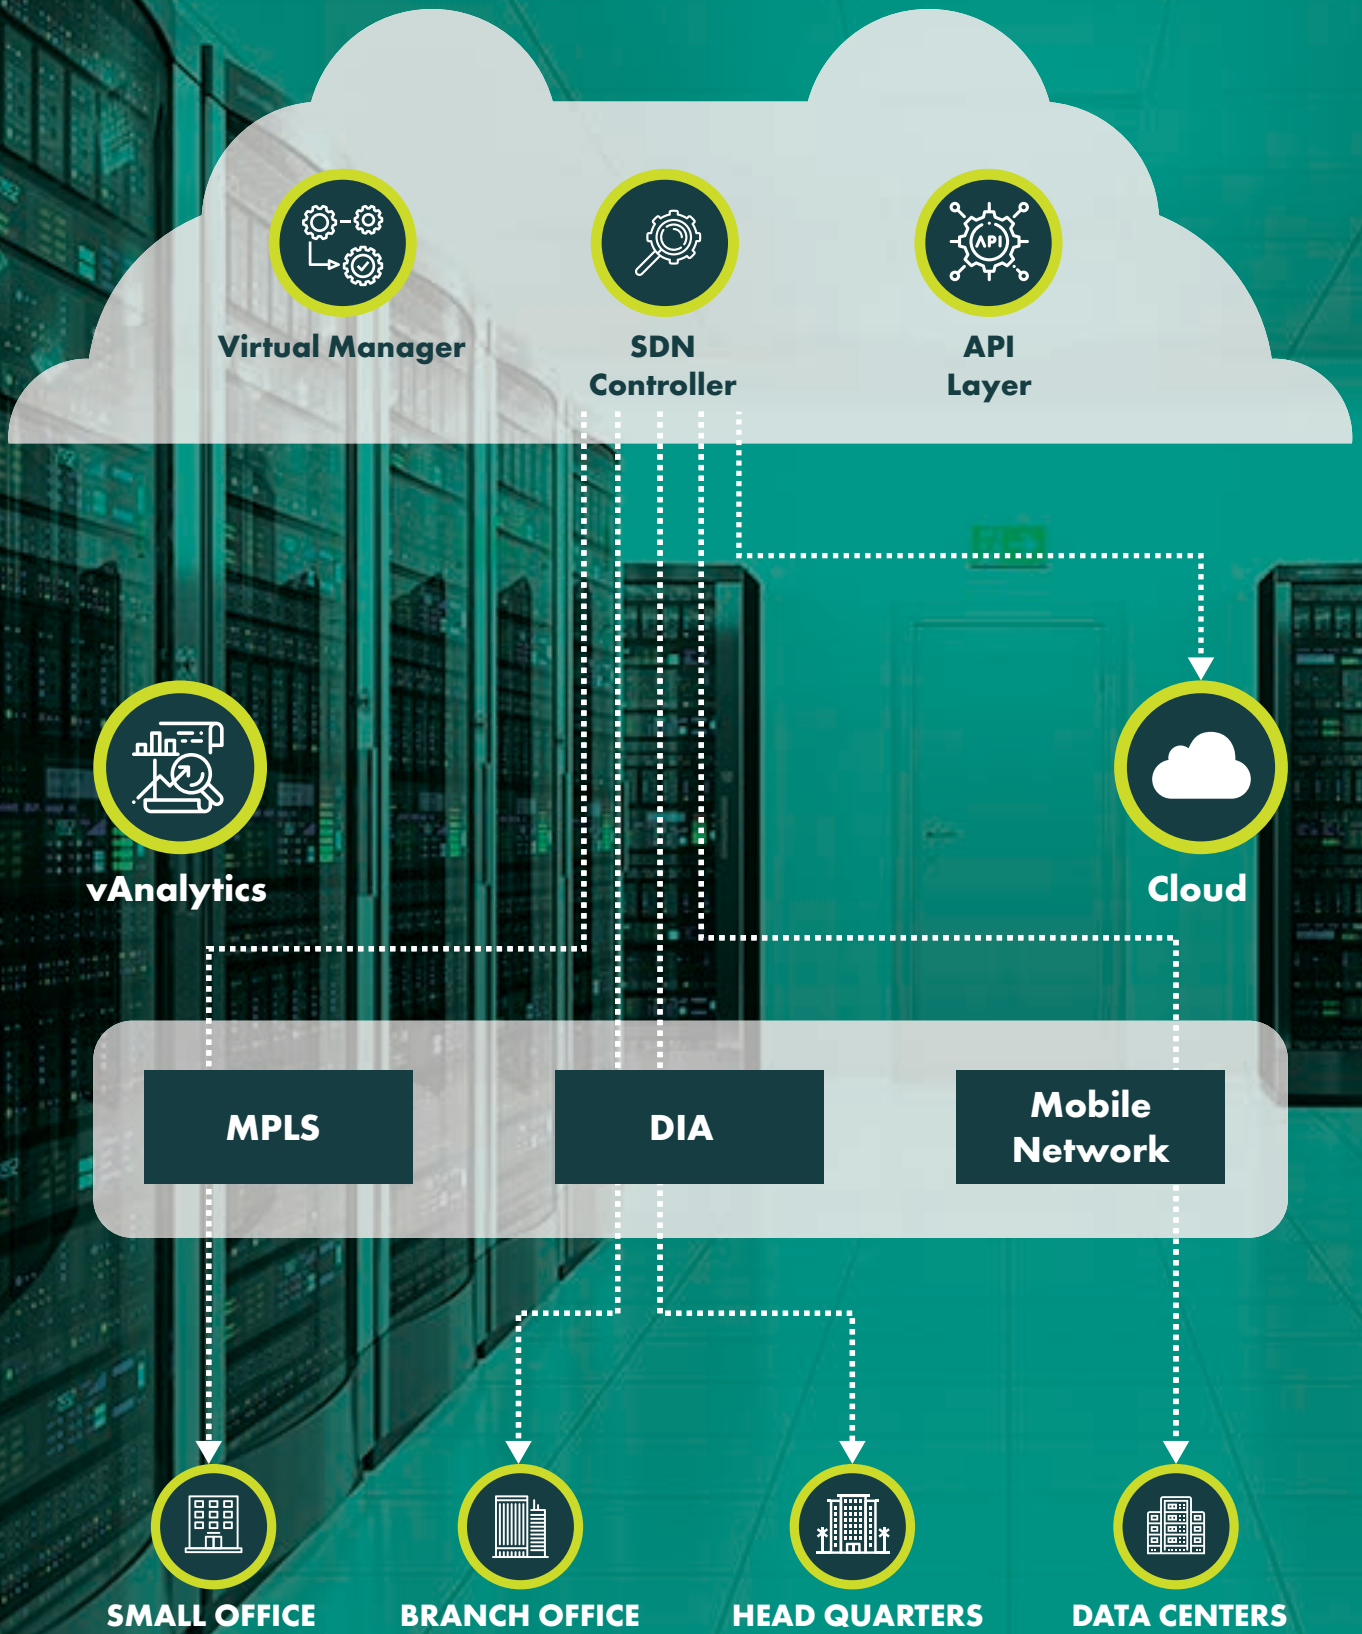 API
Virtual Manager
SDN
Controller
API
Layer
vAnalytics
Cloud
MPLS
DIA
Mobile
Network
SMALL OFFICE
BRANCH OFFICE
HEAD QUARTERS
DATA CENTERS